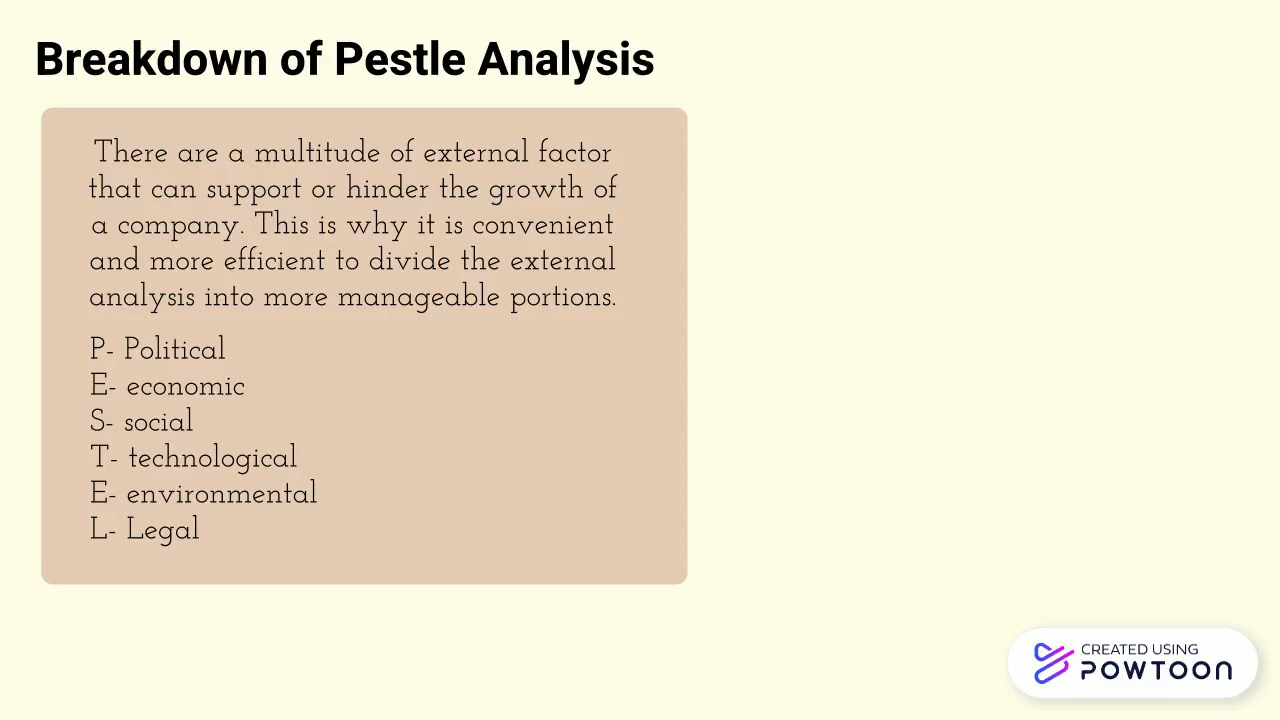 Breakdown of Pestle Analysis
There are a multitude of external factor
that can support or hinder the growth of
a company. This is why it is convenient
and more efficient to divide the external
analysis into more manageable portions.
P- Political
E- economic
S- social
T- technological
E- environmental
L- Legal
CREATED USING
POWTOON